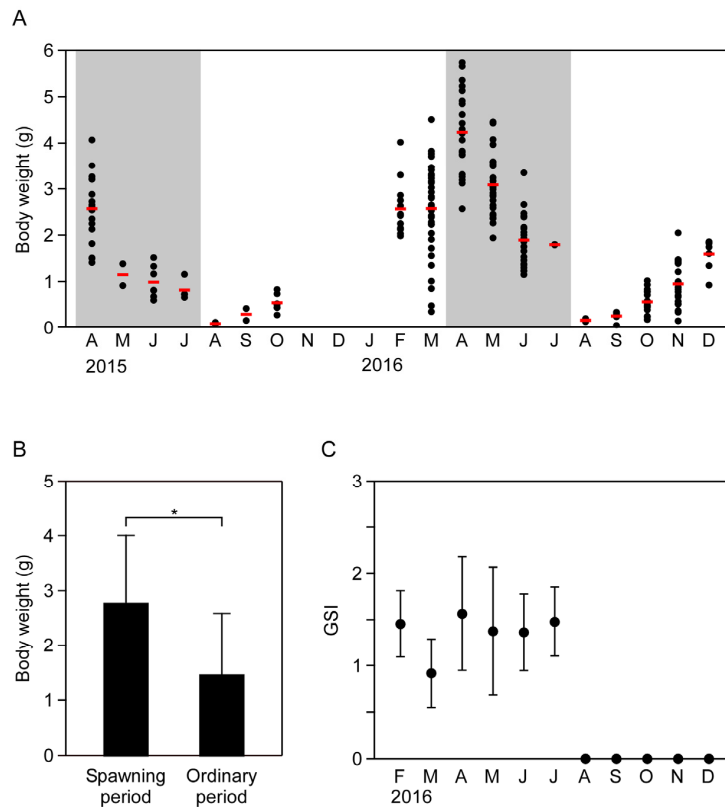 A
6
5
4
3
2
1
0
Body weight (g)
A M J J A S O N D J F M A M J J A S O N D
2015 2016
B
5
4
3
2
1
0
Body weight (g)
*
Spawning period
Ordinary period
C
3
2
1
0
GSI
F M A M J J A S O N D
2016